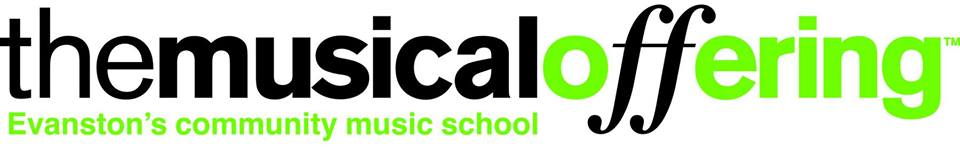 themusicaloffering™
Evanston's community music school